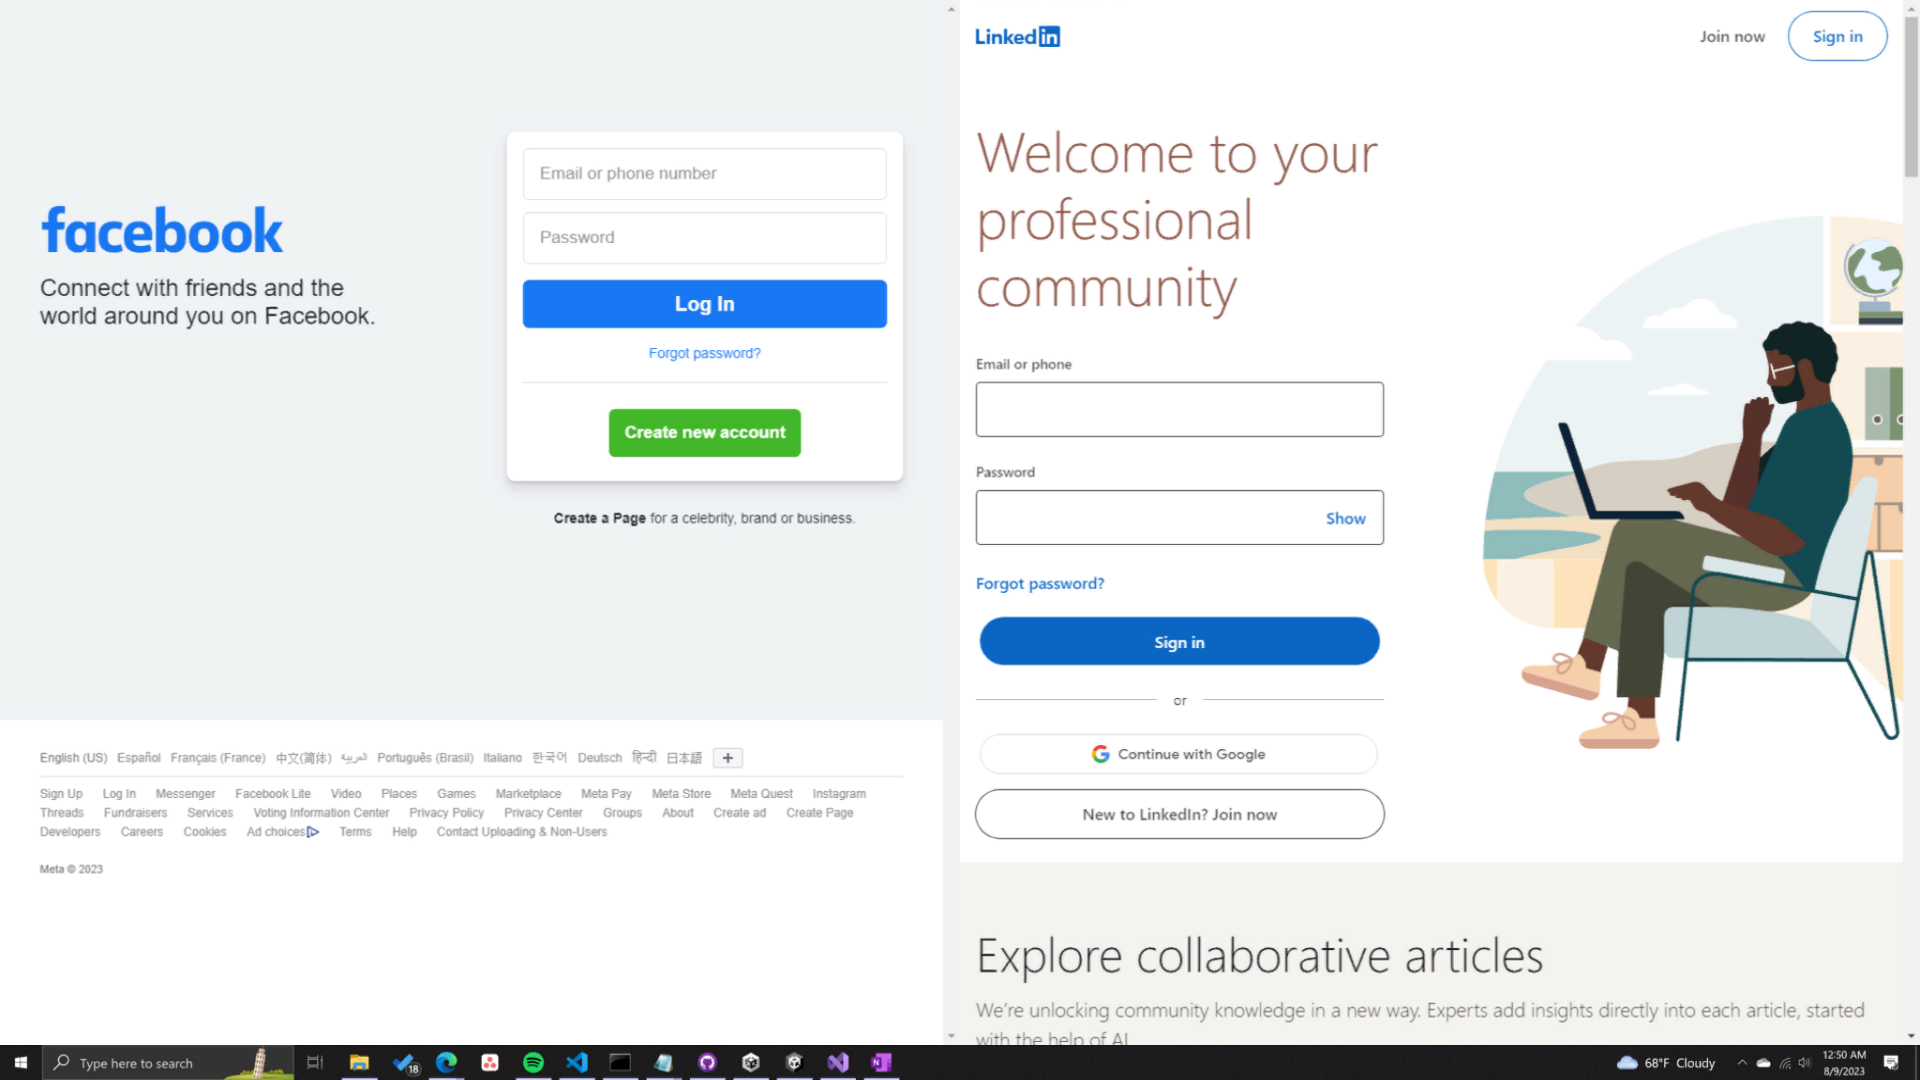 facebook
Connect with friends and the
world around you on Facebook.
Email or phone number
Password
Log In
Forgot password?
Create new account
Create a Page for a celebrity, brand or business.
English (US) Español Français (France) 中文(简体) العربية Português (Brasil) Italiano 한국어 Deutsch हिन्दी 日本語 +
Sign Up Log In Messenger Facebook Lite Video Places Games Marketplace Meta Pay Meta Store Meta Quest Instagram
Threads Fundraisers Services Voting Information Center Privacy Policy Privacy Center Groups About Create ad Create Page
Developers Careers Cookies Ad choices Terms Help Contact Uploading & Non-Users
Meta © 2023
Linked in
Join now
Sign in
Welcome to your
professional
community
Email or phone
Password
Show
Forgot password?
Sign in
or
Continue with Google
New to LinkedIn? Join now
Explore collaborative articles
We're unlocking community knowledge in a new way. Experts add insights directly into each article, started
with the help of AI
Type here to search
18
68°F Cloudy
12:50 AM
8/9/2023